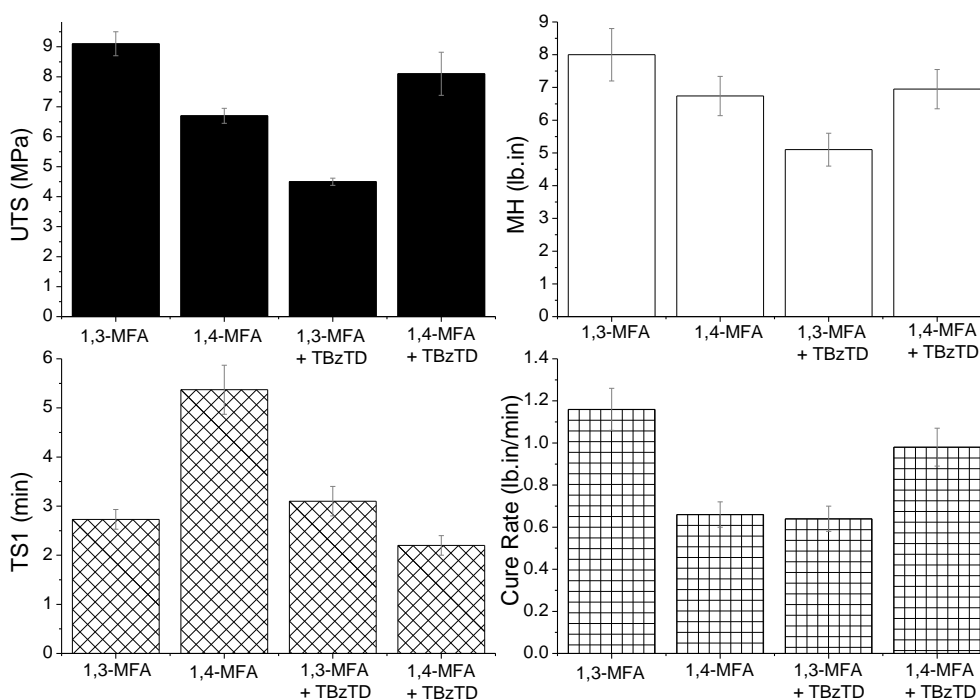 UTS (MPa)
9
8
7
6
5
4
3
2
1
0
1,3-MFA
1,4-MFA
1,3-MFA
+ TBzTD
1,4-MFA
+ TBzTD
MH (lb.in)
9
8
7
6
5
4
3
2
1
0
1,3-MFA
1,4-MFA
1,3-MFA
+ TBzTD
1,4-MFA
+ TBzTD
TS1 (min)
6
5
4
3
2
1
0
1,3-MFA
1,4-MFA
1,3-MFA
+ TBzTD
1,4-MFA
+ TBzTD
Cure Rate (lb.in/min)
1.4
1.2
1.0
0.8
0.6
0.4
0.2
0.0
1,3-MFA
1,4-MFA
1,3-MFA
+ TBzTD
1,4-MFA
+ TBzTD